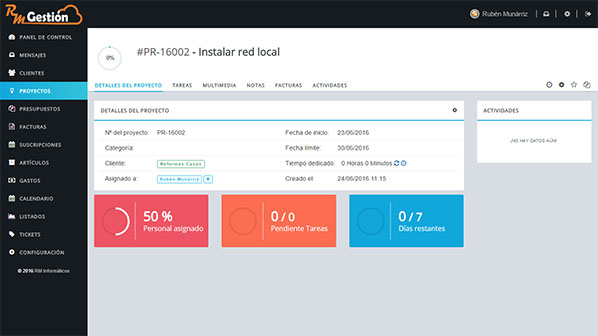 RM Gestión
Rubén Munárriz
PANEL DE CONTROL
MENSAJES
CLIENTES
PROYECTOS
PRESUPUESTOS
FACTURAS
SUSCRIPCIONES
ARTÍCULOS
GASTOS
CALENDARIO
LISTADOS
TICKETS
CONFIGURACIÓN
© 2016 RM Informáticos
0%
#PR-16002 - Instalar red local
DETALLES DEL PROYECTO TAREAS MULTIMEDIA NOTAS FACTURAS ACTIVIDADES
DETALLES DEL PROYECTO
Nº del proyecto: PR-16002 Fecha de inicio: 23/06/2016
Categoría: Fecha límite: 30/06/2016
Cliente: Reformas Casas Tiempo dedicado: 0 Horas 0 Minutos
Asignado a: Rubén Munárriz + Creado el: 24/06/2016 11:15
50 %
Personal asignado
0 / 0
Pendiente Tareas
0 / 7
Días restantes
ACTIVIDADES
¡NO HAY DATOS AÚN!